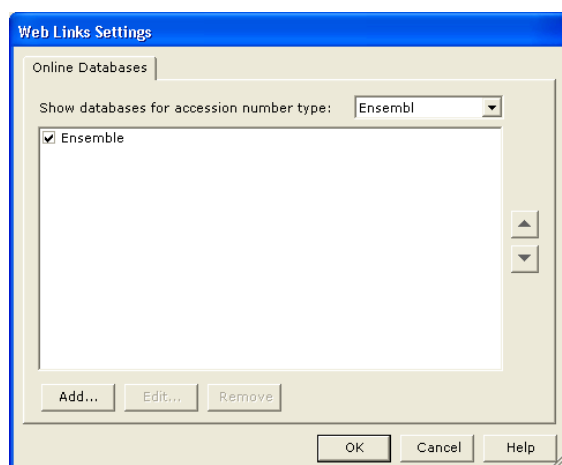 Web Links Settings
Online Databases
Show databases for accession number type: Ensembl
Ensemble
Add... Edit... Remove
OK Cancel Help